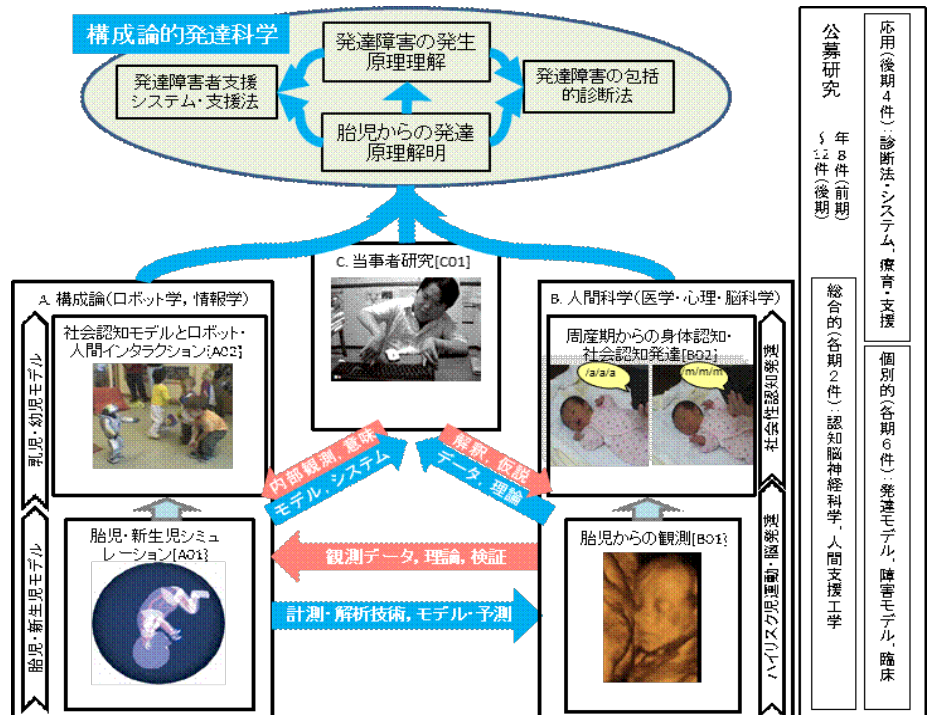 構成論的発達科学
発達障害の発生
原理理解
発達障害者支援
システム・支援法
発達障害の包括
的診断法
胎児からの発達
原理解明
C. 当事者研究[C01]
A. 構成論(ロボット学, 情報学)
社会認知モデルとロボット・
人間インタラクション[A02]
乳児・幼児モデル
胎児・新生児シミュ
レーション[A01]
胎児・新生児モデル
B. 人間科学(医学・心理・脳科学)
周産期からの身体認知・
社会認知発達[B02]
/a/a/a
/m/m/m
社会性認知発達
胎児からの観測[B01]
ハイリスク児運動・脳発達
内部観測, 意味
モデル, システム
解釈, 仮説
データ, 理論
観測データ, 理論, 検証
計測・解析技術, モデル・予測
公募研究
年8件(前期)
~12件(後期)
応用(後期4件):診断法・システム, 療育・支援
総合的(各期2件):認知脳神経科学, 人間支援工学
個別的(各期6件):発達モデル, 障害モデル, 臨床